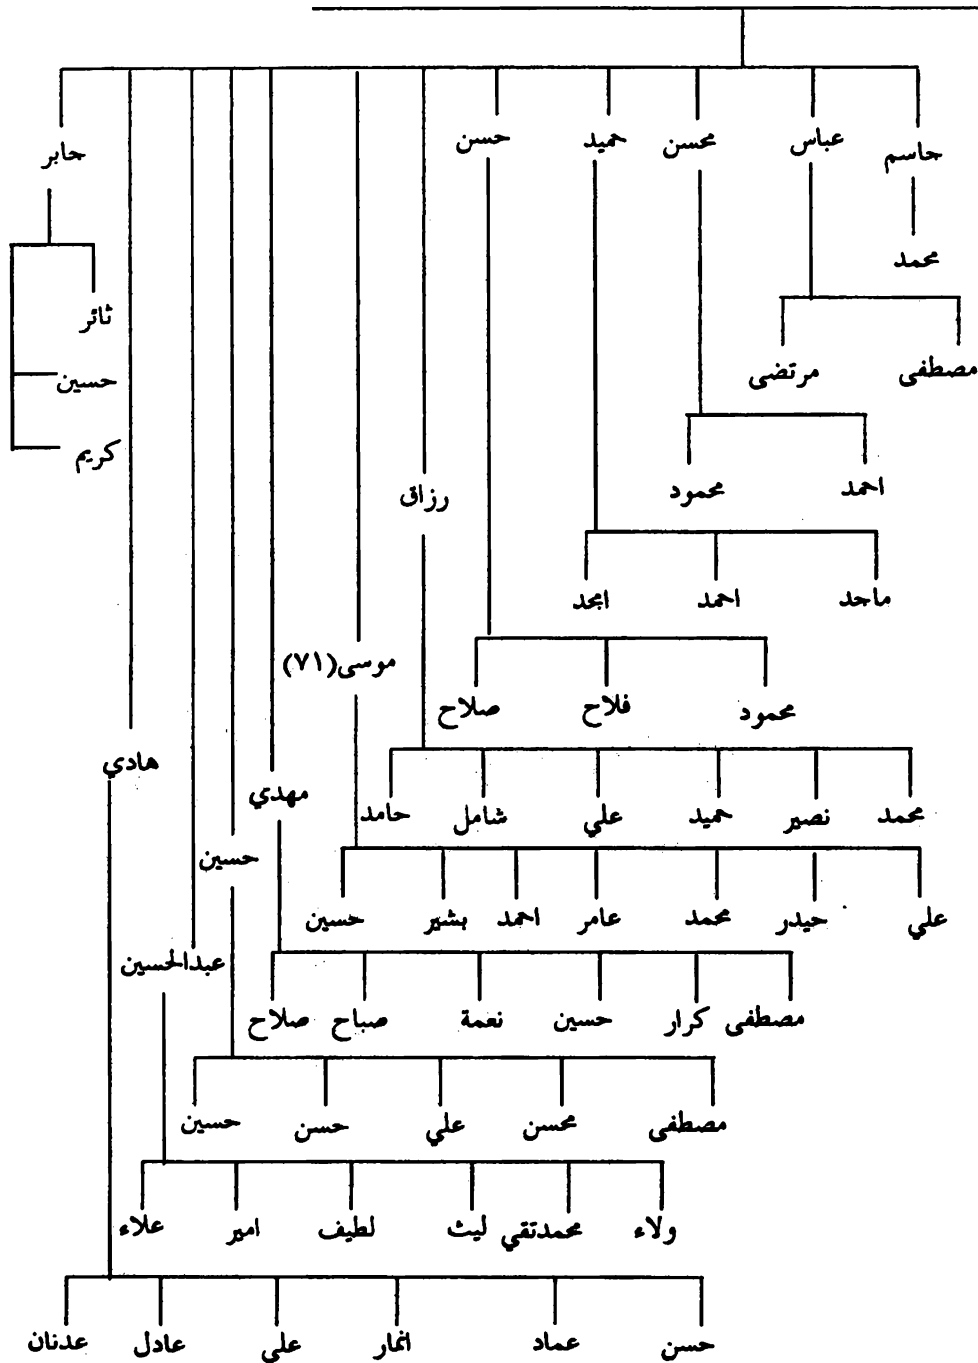 جاسم عباس محسن حميد حسن جابر
محمد
ثائر
مصطفى مرتضى حسين
كريم
احمد محمود رزاق
ماجد احمد امجد
موسى(٧١)
محمود فلاح صلاح
هادي
مهدي
محمد نصير حميد علي شامل حامد
حسين
علي حيدر محمد عامر احمد بشير حسين
عبدالحسين
مصطفى كرار حسين نعمة صباح صلاح
مصطفى محسن علي حسن حسين
ولاء محمدتقي ليث لطيف امير علاء
حسن عماد انمار علي عادل عدنان